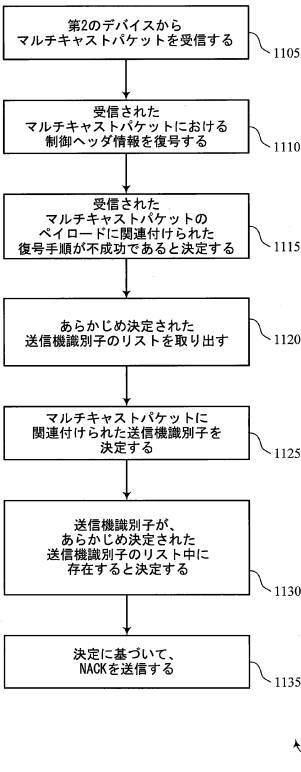 第2のデバイスから
マルチキャストパケットを受信する
1105
受信された
マルチキャストパケットにおける
制御ヘッダ情報を復号する
1110
受信された
マルチキャストパケットの
ペイロードに関連付けられた
復号手順が不成功であると決定する
1115
あらかじめ決定された
送信機識別子のリストを取り出す
1120
マルチキャストパケットに
関連付けられた送信機識別子を
決定する
1125
送信機識別子が、
あらかじめ決定された
送信機識別子のリスト中に
存在すると決定する
1130
決定に基づいて、
NACKを送信する
1135